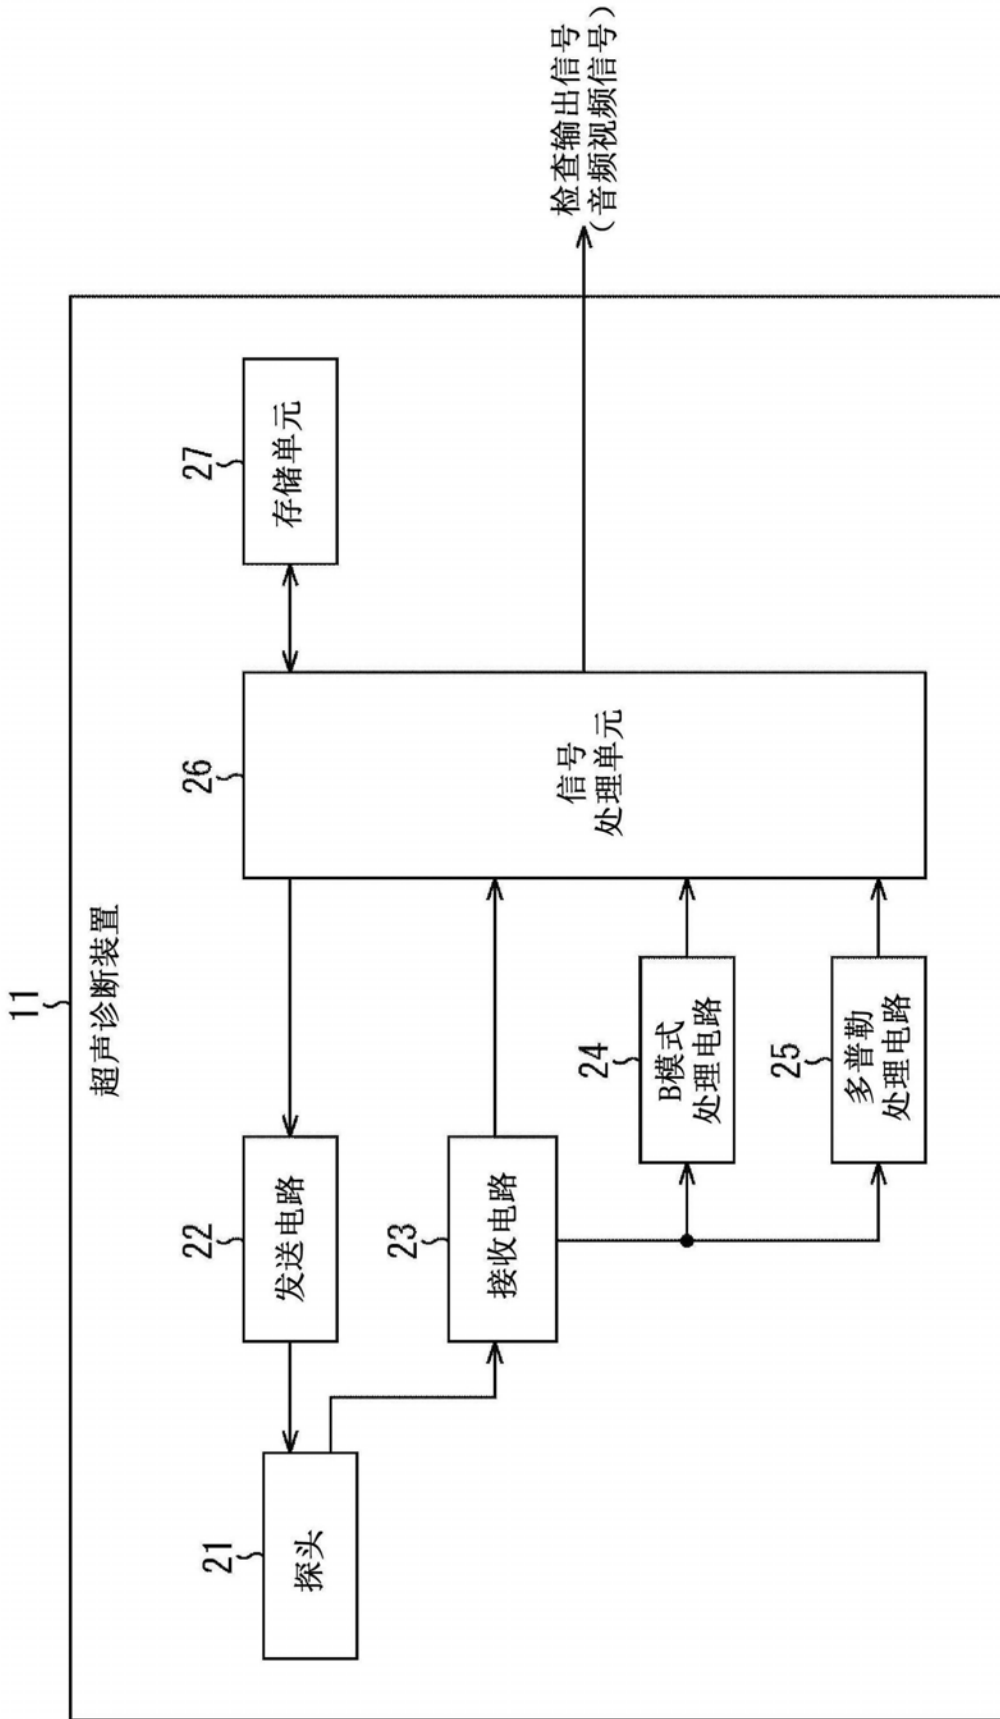 11
超声诊断装置
21
探头
22
发送电路
23
接收电路
24
B模式
处理电路
25
多普勒
处理电路
26
信号
处理单元
27
存储单元
检查输出信号
（音频视频信号）